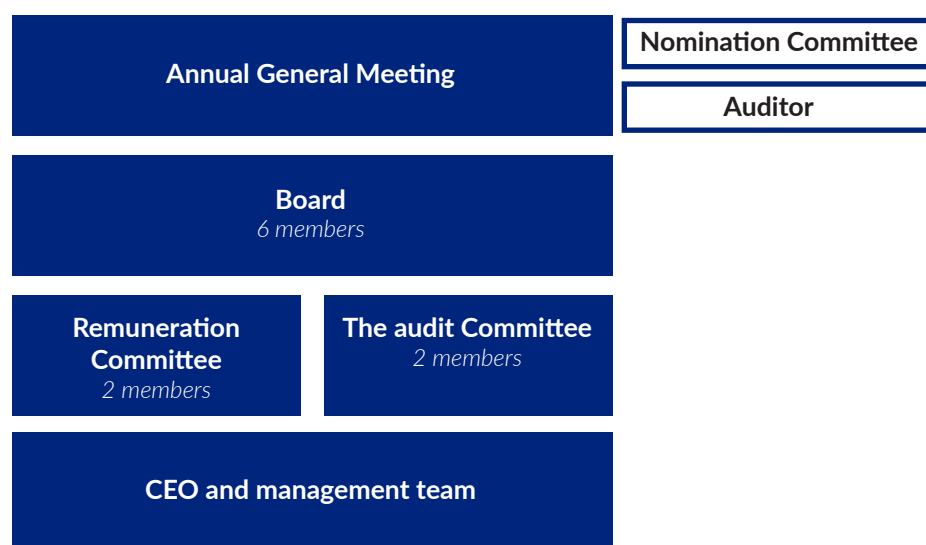 Annual General Meeting
Nomination Committee
Auditor
Board
6 members
Remuneration
Committee
2 members
The audit Committee
2 members
CEO and management team